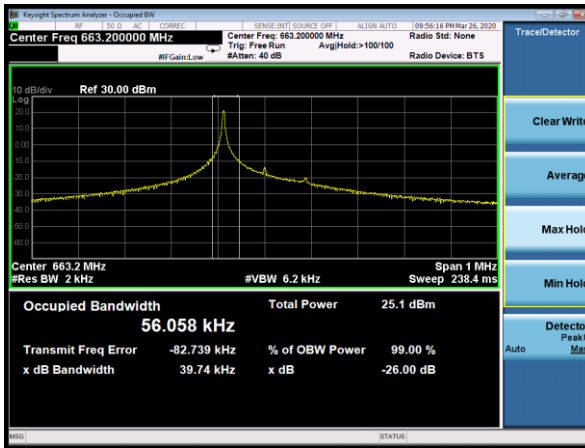 Keysight Spectrum Analyzer - Occupied BW
RF 50 Ω AC CORREC SENSE:INT SOURCE OFF ALIGN AUTO 09:56:16 PM Mar 26, 2020
Center Freq 663.200000 MHz
Center Freq: 663.200000 MHz
Radio Std: None
Trig: Free Run Avg|Hold:>100/100
#IFGain:Low #Atten: 40 dB Radio Device: BTS
Trace/Detector
10 dB/div Ref 30.00 dBm
Log
20.0
10.0
0.00
-10.0
-20.0
-30.0
-40.0
-50.0
-60.0
Center 663.2 MHz Span 1 MHz
#Res BW 2 kHz #VBW 6.2 kHz Sweep 238.4 ms
Occupied Bandwidth Total Power 25.1 dBm
56.058 kHz
Transmit Freq Error -82.739 kHz % of OBW Power 99.00 %
x dB Bandwidth 39.74 kHz x dB -26.00 dB
Clear Write
Average
Max Hold
Min Hold
Detecto
Peak
Auto Ma
MSG STATUS